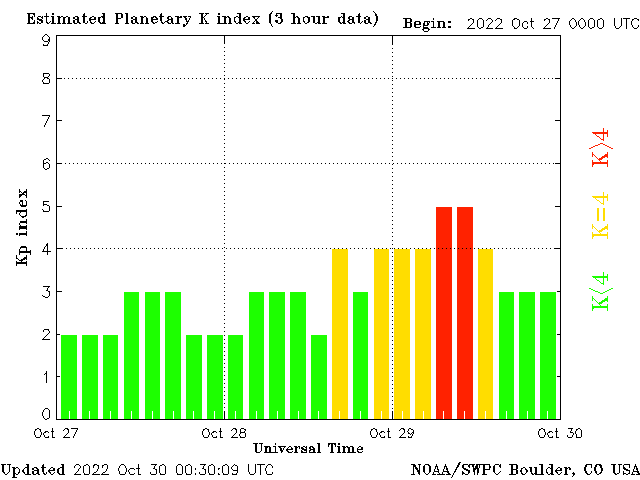 Estimated Planetary K index (3 hour data)
Begin: 2022 Oct 27 0000 UTC
9
8
7
6
5
4
3
2
1
0
Kp index
K>4
K=4
K<4
Oct 27
Oct 28
Oct 29
Oct 30
Universal Time
Updated 2022 Oct 30 00:30:09 UTC
NOAA/SWPC Boulder, CO USA